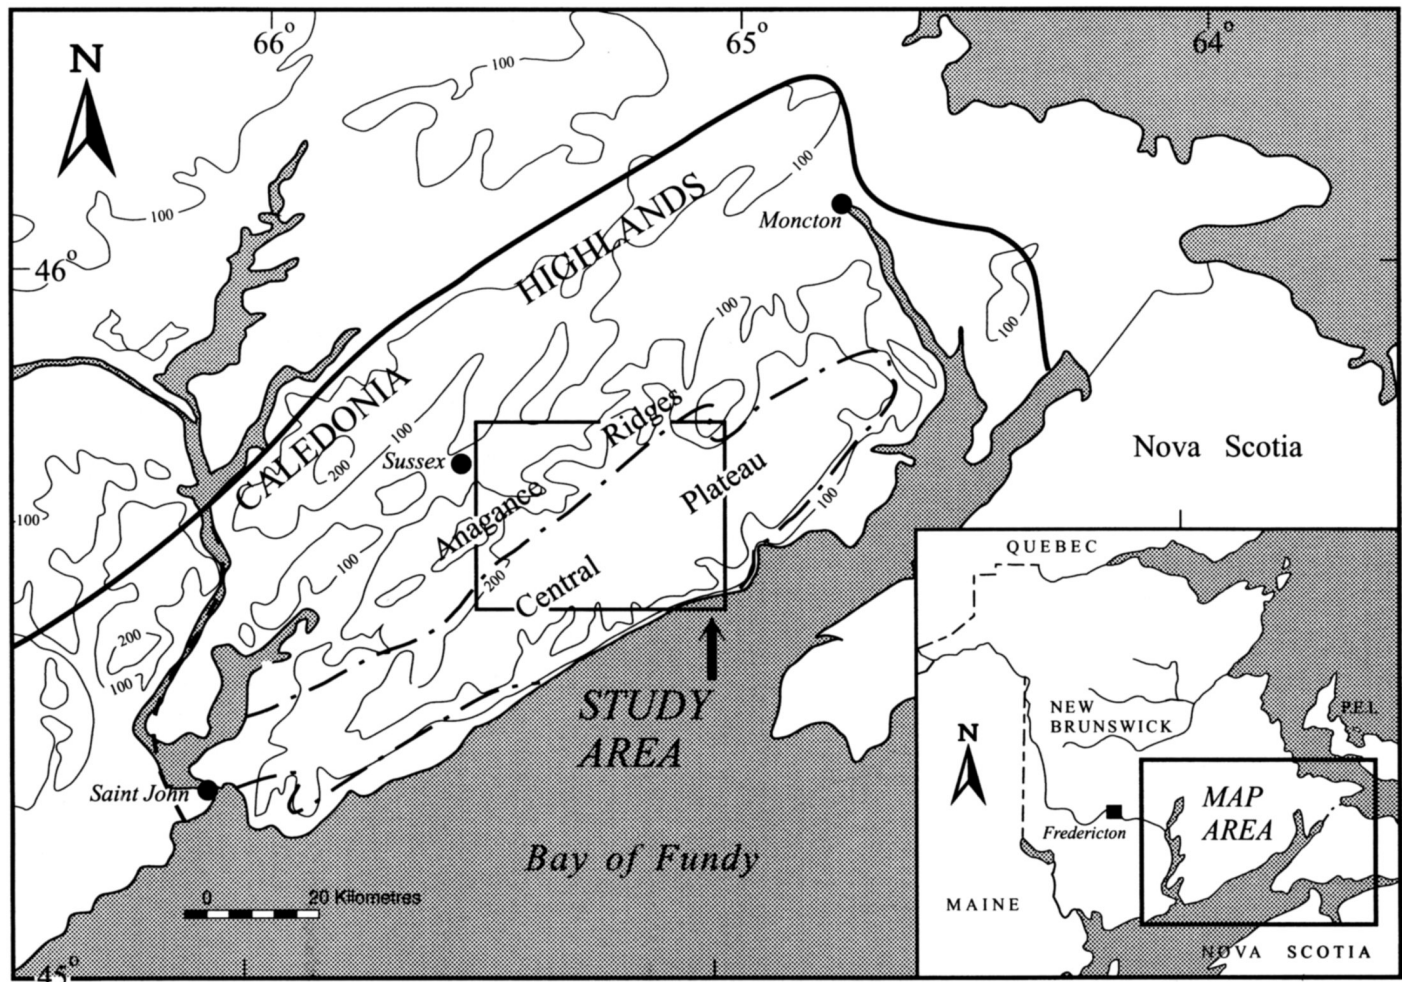 66°
65°
64°
N
100
100
100
HIGHLANDS
Moncton
46°
100
100
CALEDONIA
100
200
Ridges
Sussex
Nova Scotia
Plateau
100
100
Anagance
100
200
Central
200
100
STUDY
AREA
Saint John
Bay of Fundy
0 20 Kilometres
45°
QUEBEC
NEW
BRUNSWICK
P.E.I.
N
MAP
AREA
Fredericton
MAINE
NOVA SCOTIA